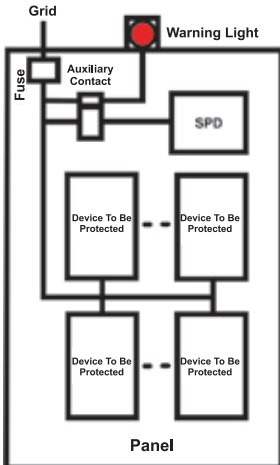 Grid
Warning Light
Fuse
Auxiliary
Contact
SPD
Device To Be
Protected
Device To Be
Protected
Device To Be
Protected
Device To Be
Protected
Panel